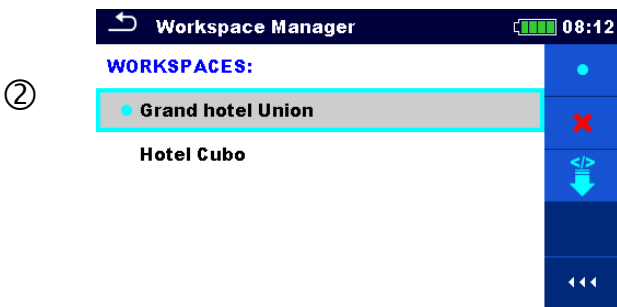 Workspace Manager 08:12
WORKSPACES:
②
Grand hotel Union
</>
Hotel Cubo